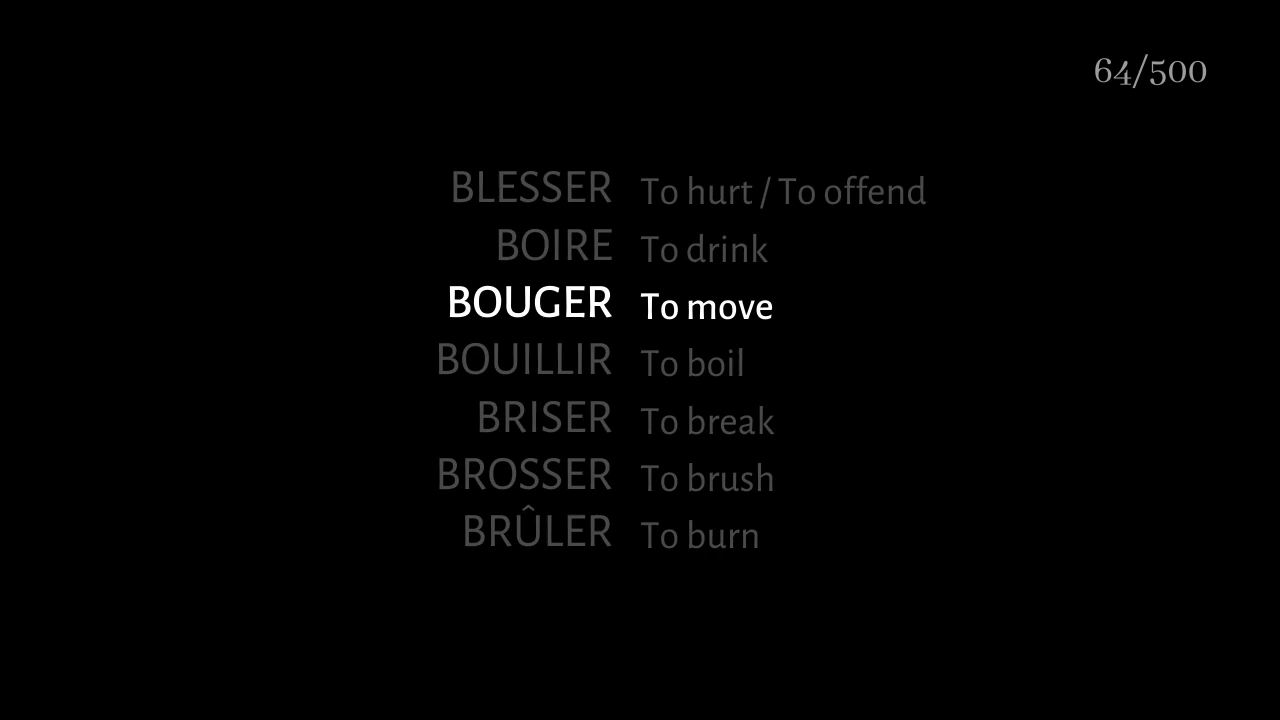 64/500
BLESSER To hurt / To offend
BOIRE To drink
BOUGER To move
BOUILLIR To boil
BRISER To break
BROSSER To brush
BRÛLER To burn